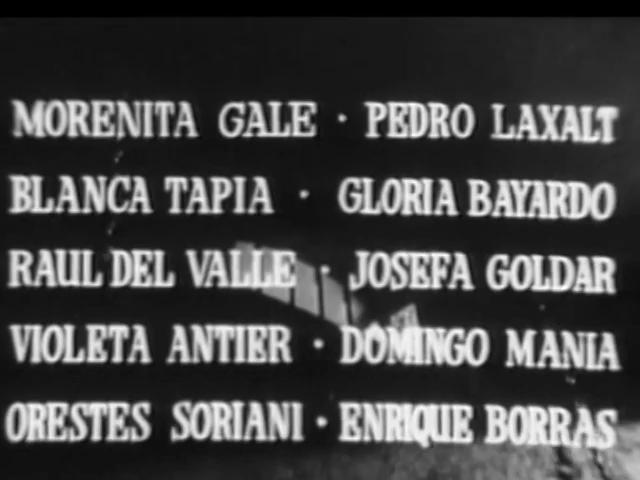 MORENITA GALE · PEDRO LAXALT
BLANCA TAPIA · GLORIA BAYARDO
RAUL DEL VALLE · JOSEFA GOLDAR
VIOLETA ANTIER · DOMINGO MANIA
ORESTES SORIANI · ENRIQUE BORRAS